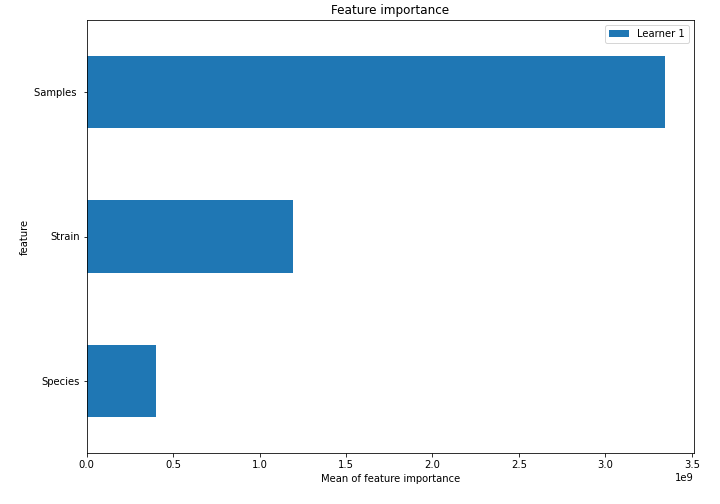 Feature importance
Learner 1
Samples
Strain
Species
feature
0.0 0.5 1.0 1.5 2.0 2.5 3.0 3.5
1e9
Mean of feature importance